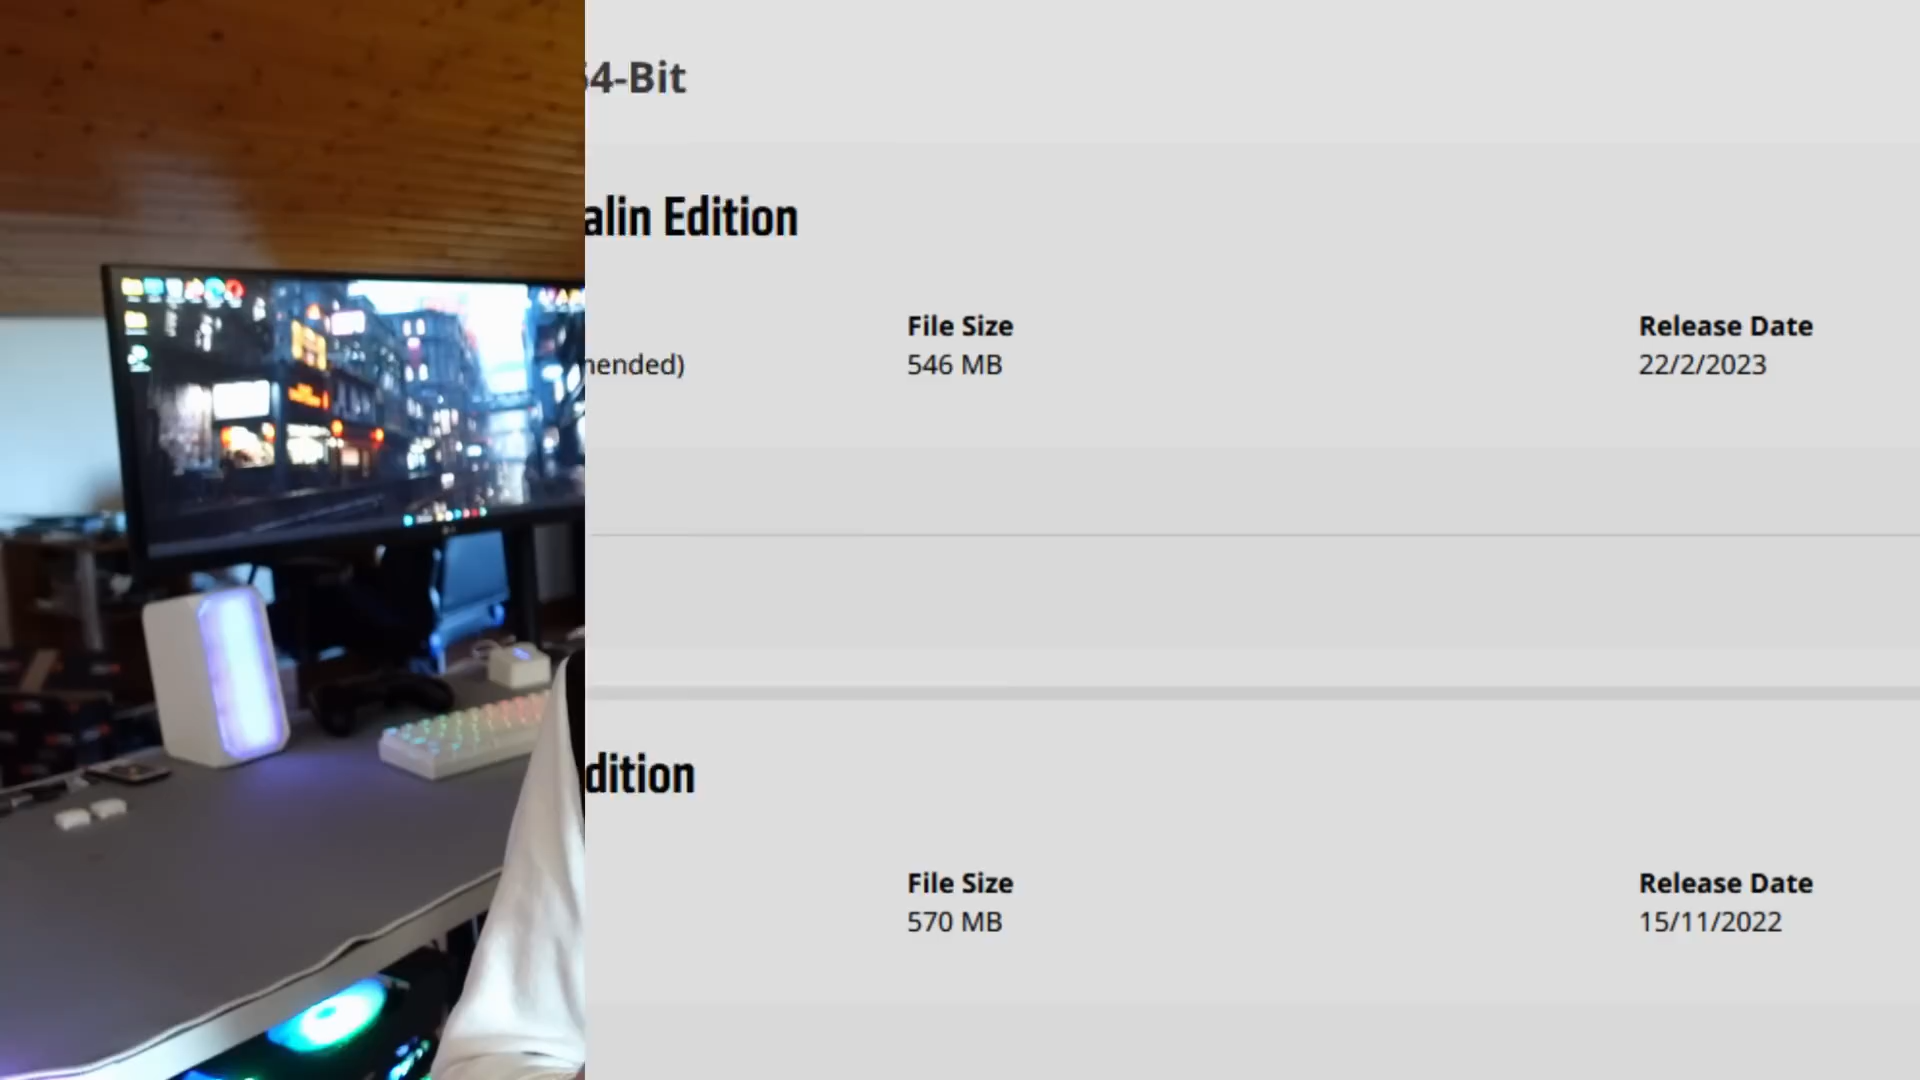 4-Bit
alin Edition
File Size
Release Date
ended)
546 MB
22/2/2023
dition
File Size
Release Date
570 MB
15/11/2022